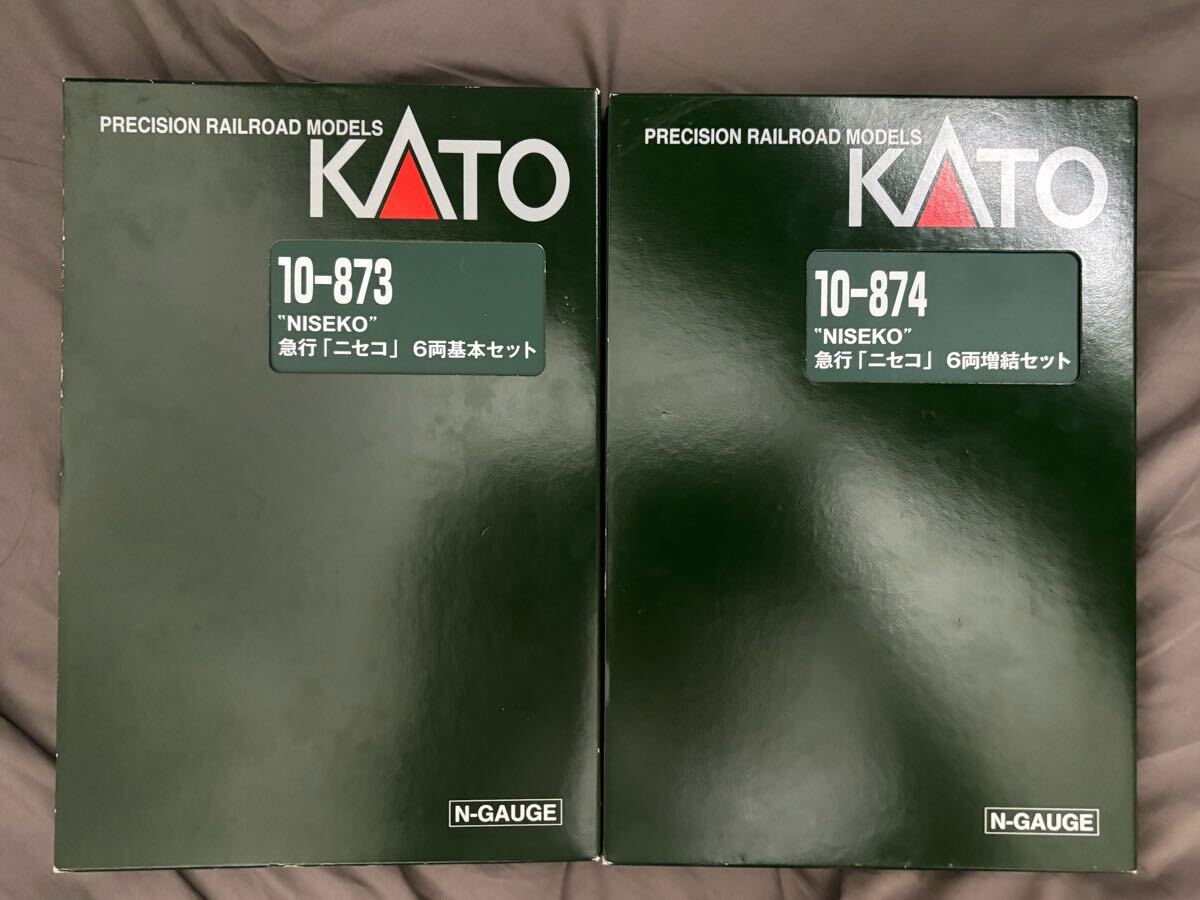 PRECISION RAILROAD MODELS
KATO
10-873
"NISEKO"
急行「ニセコ」 6両基本セット
N-GAUGE
PRECISION RAILROAD MODELS
KATO
10-874
"NISEKO"
急行「ニセコ」 6両増結セット
N-GAUGE